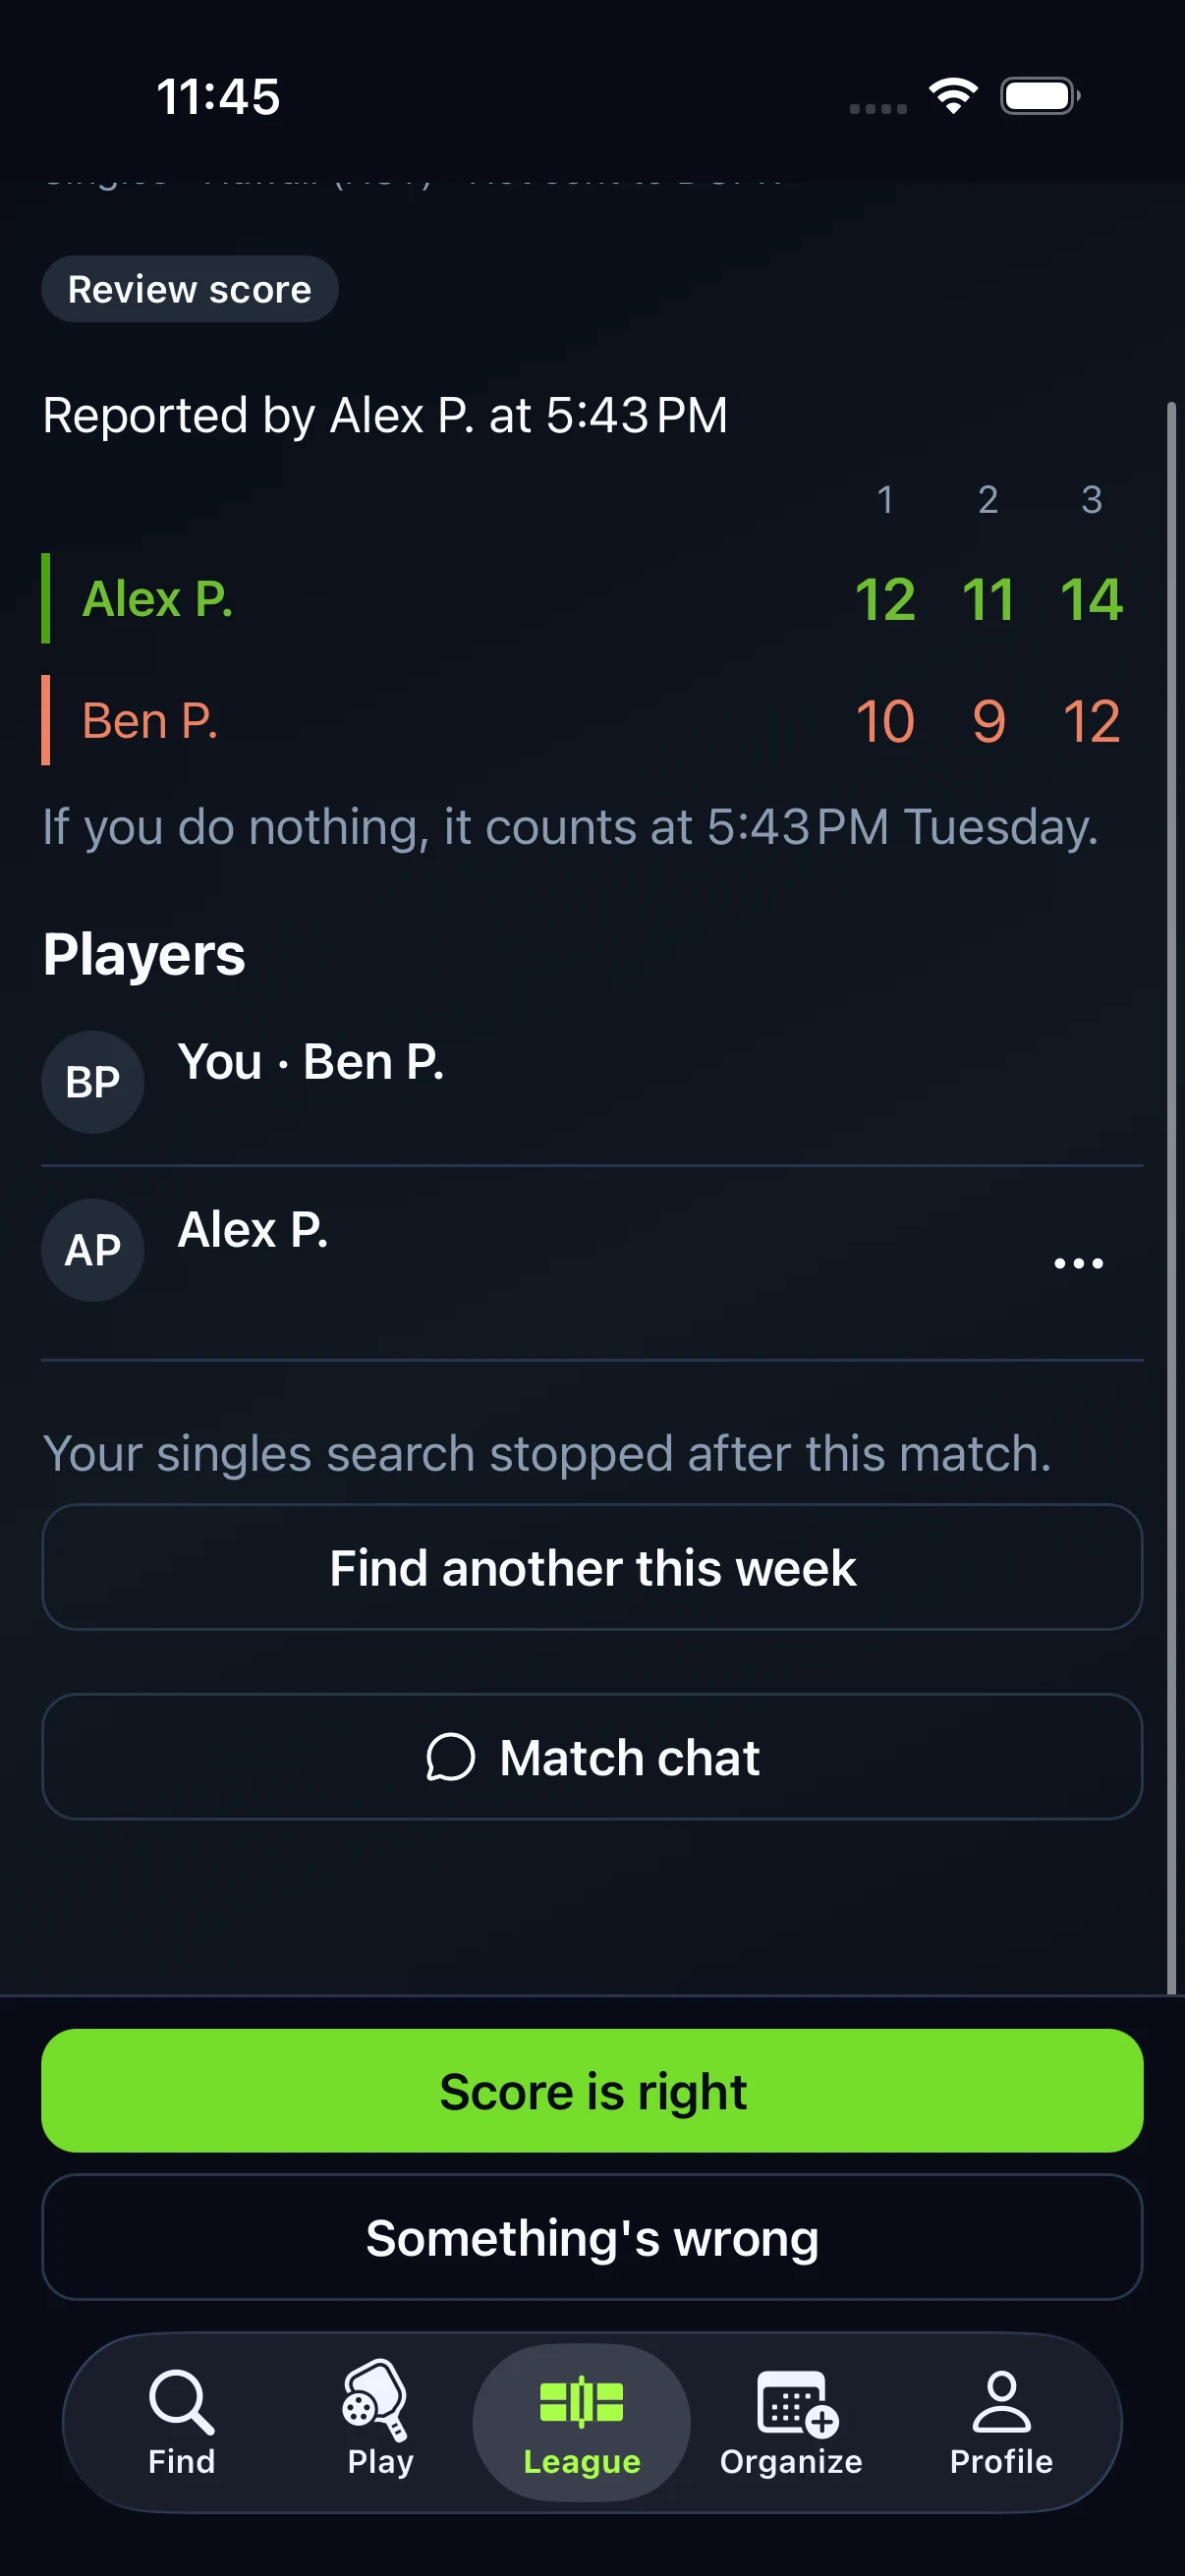 11:45
Review score
Reported by Alex P. at 5:43 PM
1 2 3
Alex P. 12 11 14
Ben P. 10 9 12
If you do nothing, it counts at 5:43 PM Tuesday.
Players
BP You · Ben P.
AP Alex P.
Your singles search stopped after this match.
Find another this week
Match chat
Score is right
Something's wrong
Find Play League Organize Profile